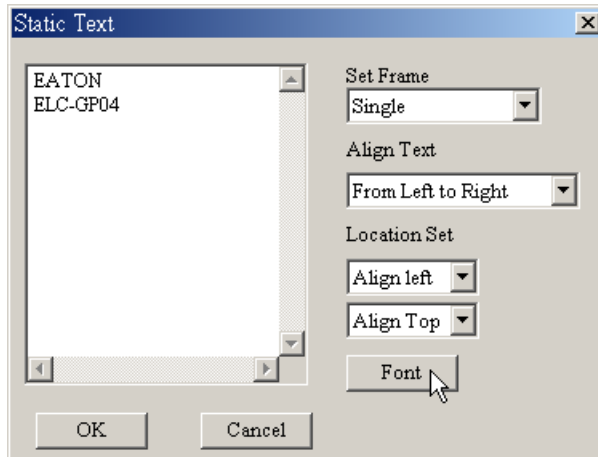 Static Text
EATON
ELC-GP04
Set Frame
Single
Align Text
From Left to Right
Location Set
Align left
Align Top
Font
OK
Cancel